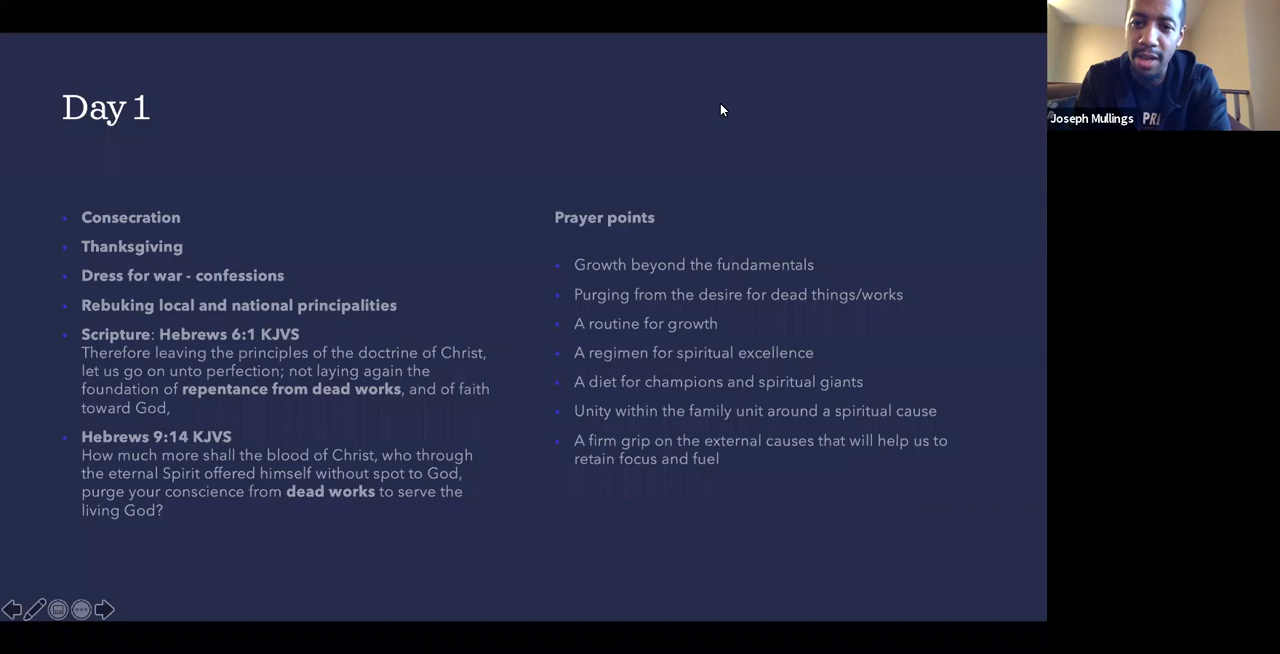 Day 1
Consecration
Thanksgiving
Dress for war - confessions
Rebuking local and national principalities
Scripture: Hebrews 6:1 KJVS
Therefore leaving the principles of the doctrine of Christ,
let us go on unto perfection; not laying again the
foundation of repentance from dead works, and of faith
toward God,
Hebrews 9:14 KJVS
How much more shall the blood of Christ, who through
the eternal Spirit offered himself without spot to God,
purge your conscience from dead works to serve the
living God?
Prayer points
Growth beyond the fundamentals
Purging from the desire for dead things/works
A routine for growth
A regimen for spiritual excellence
A diet for champions and spiritual giants
Unity within the family unit around a spiritual cause
A firm grip on the external causes that will help us to
retain focus and fuel
Joseph Mullings